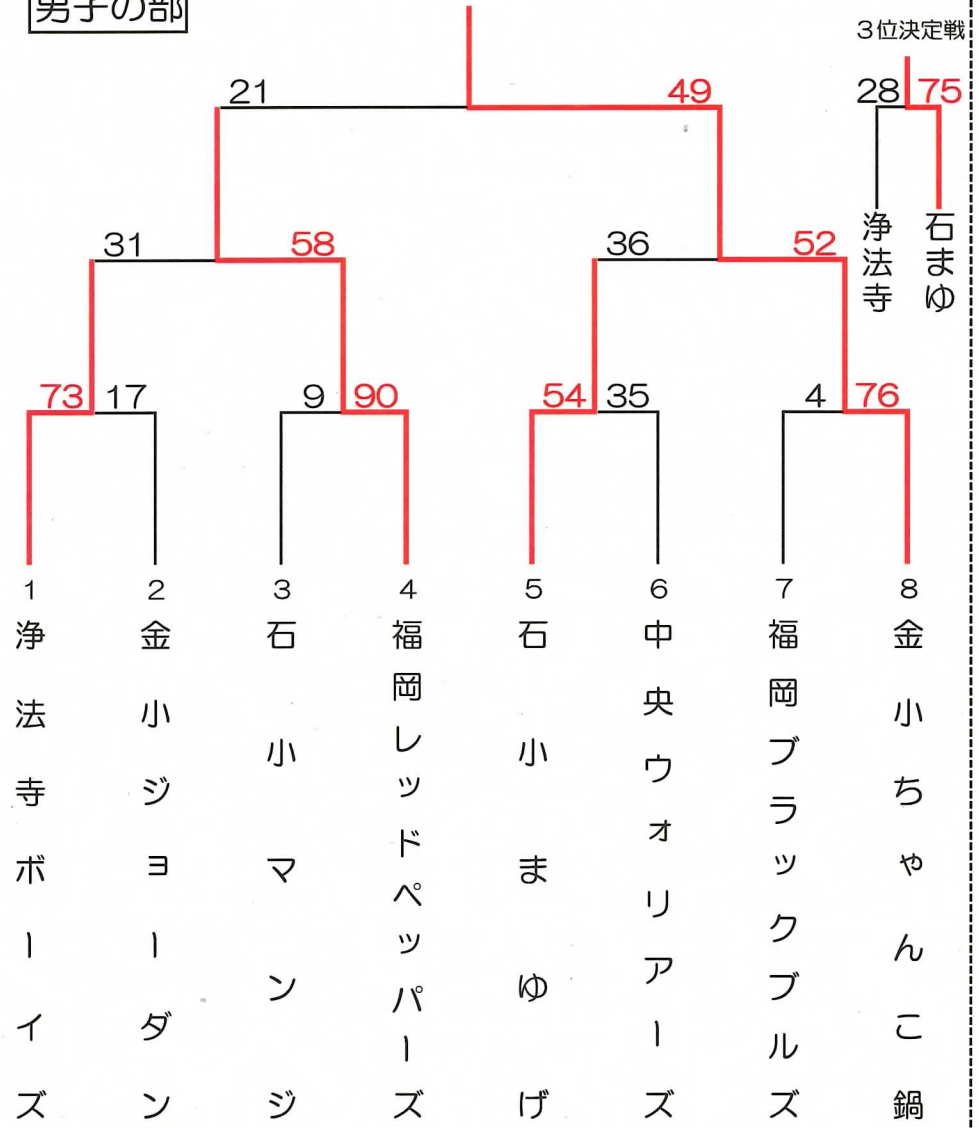 男子の部
3位決定戦
21
49
28
75
浄法寺
石まゆ
31
58
36
52
73
17
9
90
54
35
4
76
1
2
3
4
5
6
7
8
浄法寺ボーイズ
金小ジョーダン
石小マンジ
福岡レッドペッパーズ
石小まゆげ
中央ウォリアーズ
福岡ブラックブルズ
金小ちゃんこ鍋